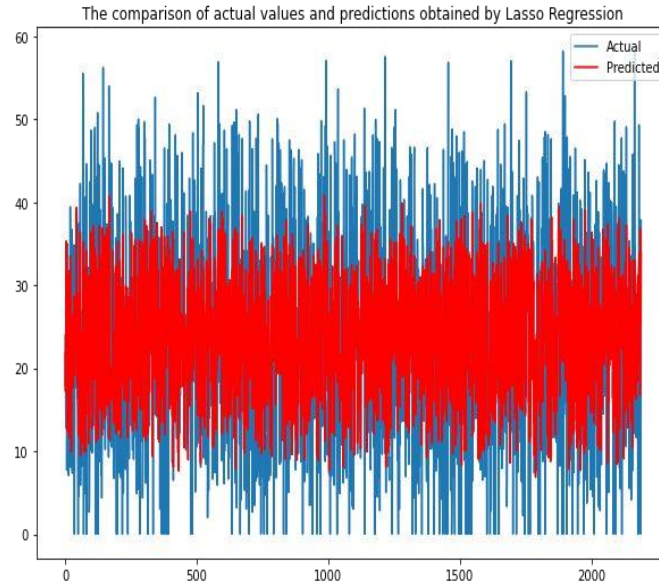 The comparison of actual values and predictions obtained by Lasso Regression
60
Actual
Predicted
50
40
30
20
10
0
0 500 1000 1500 2000